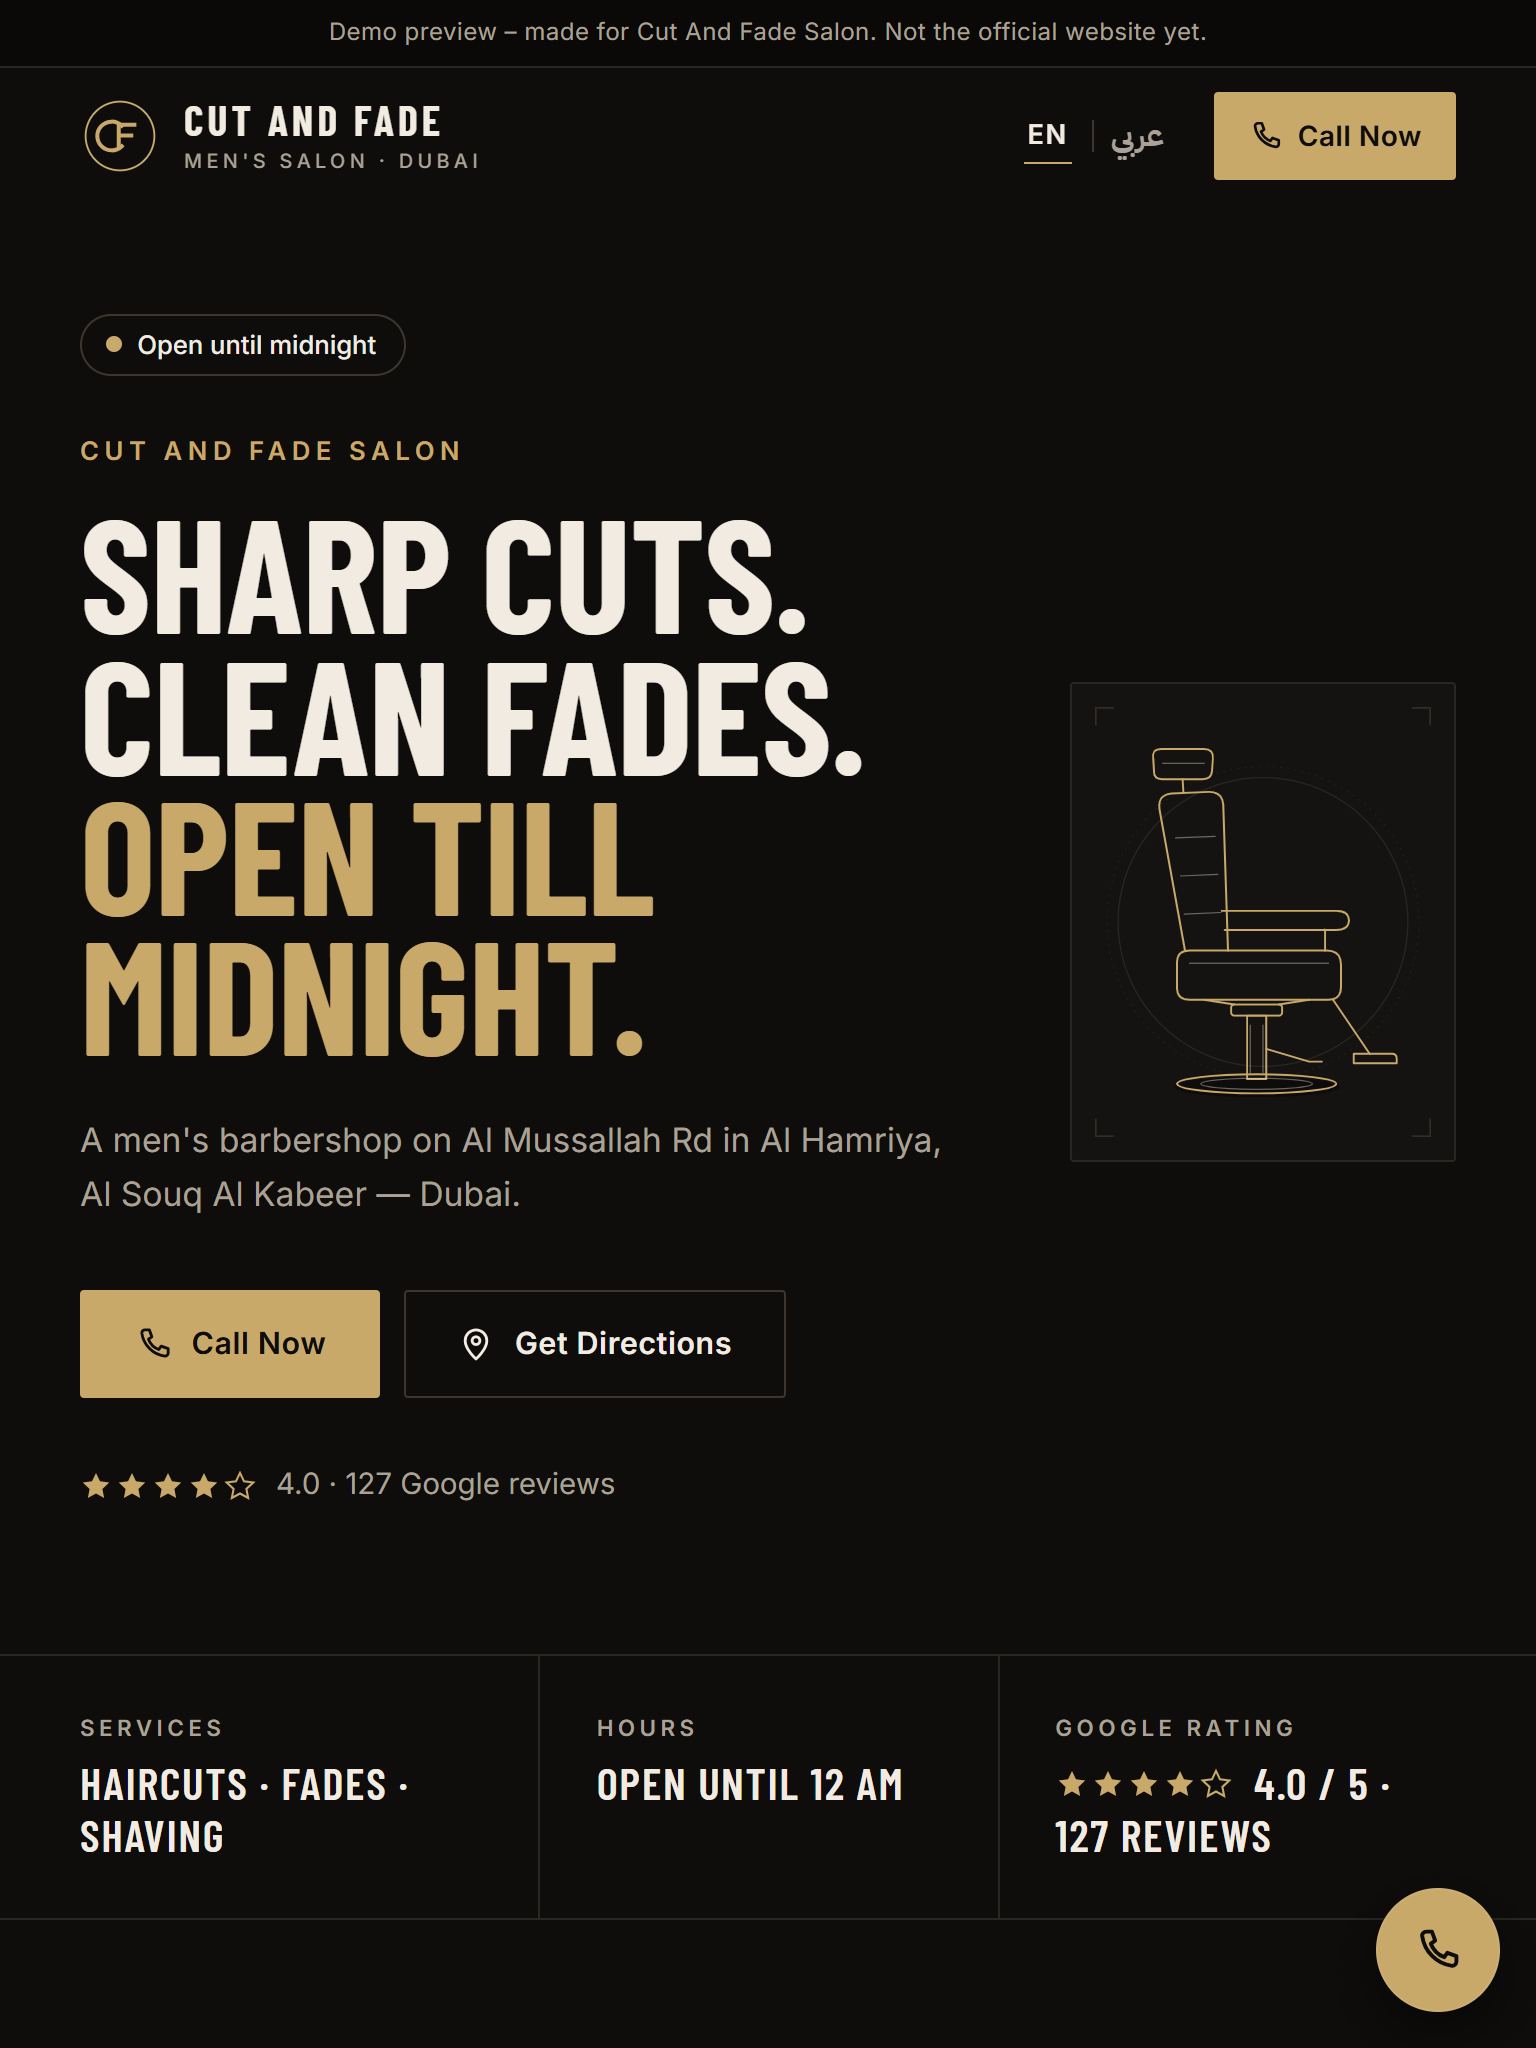 Demo preview – made for Cut And Fade Salon. Not the official website yet.
CF
CUT AND FADE
MEN'S SALON · DUBAI
EN
عربي
Call Now
Open until midnight
CUT AND FADE SALON
SHARP CUTS.
CLEAN FADES.
OPEN TILL
MIDNIGHT.
A men's barbershop on Al Mussallah Rd in Al Hamriya,
Al Souq Al Kabeer — Dubai.
Call Now
Get Directions
4.0 · 127 Google reviews
SERVICES
HAIRCUTS · FADES ·
SHAVING
HOURS
OPEN UNTIL 12 AM
GOOGLE RATING
4.0 / 5 ·
127 REVIEWS